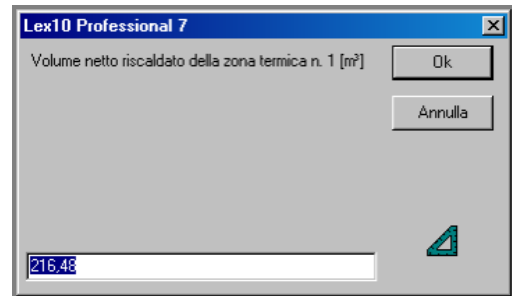 Lex10 Professional 7
Volume netto riscaldato della zona termica n. 1 [m³]
Ok
Annulla
216,48